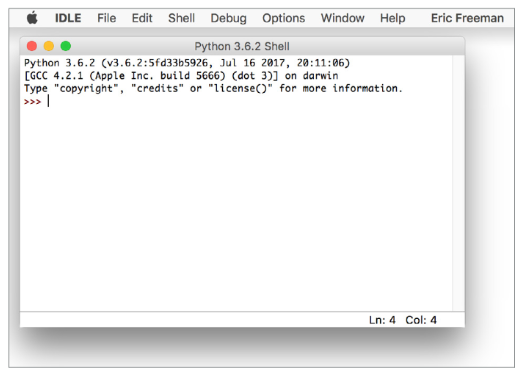 IDLE File Edit Shell Debug Options Window Help Eric Freeman
Python 3.6.2 Shell
Python 3.6.2 (v3.6.2:5fd33b5926, Jul 16 2017, 20:11:06)
[GCC 4.2.1 (Apple Inc. build 5666) (dot 3)] on darwin
Type "copyright", "credits" or "license()" for more information.
>>>
Ln: 4 Col: 4